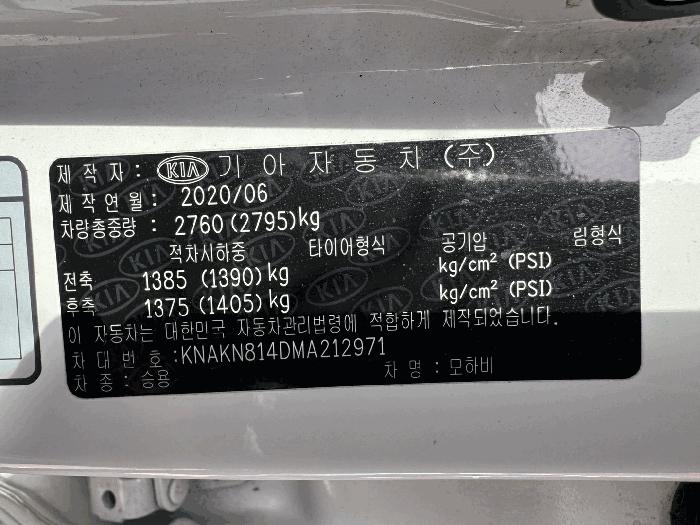 제 작 자 : KIA 기 아 자 동 차 (주)
제 작 연 월 : 2020/06
차량총중량 : 2760 (2795)kg
적차시하중 타이어형식 공기압 림형식
전축 1385 (1390) kg kg/cm² (PSI)
후축 1375 (1405) kg kg/cm² (PSI)
이 자동차는 대한민국 자동차관리법령에 적합하게 제작되었습니다.
차 대 번 호 : KNAKN814DMA212971
차 종 : 승용 차 명 : 모하비